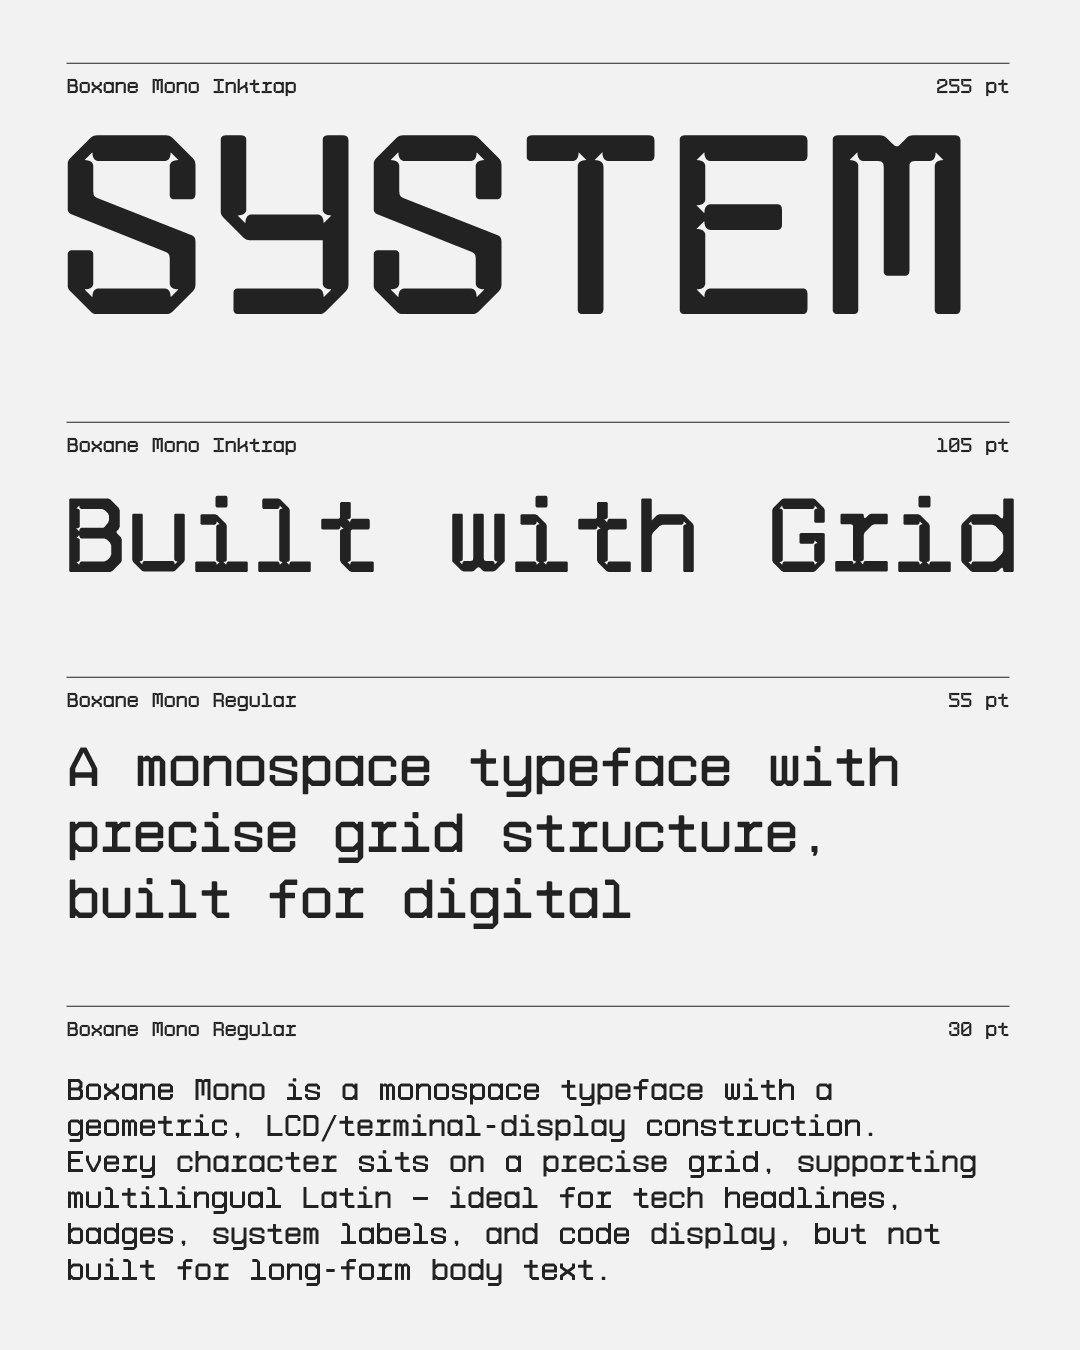 Boxane Mono Inktrap 255 pt
SYSTEM
Boxane Mono Inktrap 105 pt
Built with Grid
Boxane Mono Regular 55 pt
A monospace typeface with
precise grid structure,
built for digital
Boxane Mono Regular 30 pt
Boxane Mono is a monospace typeface with a
geometric, LCD/terminal-display construction.
Every character sits on a precise grid, supporting
multilingual Latin — ideal for tech headlines,
badges, system labels, and code display, but not
built for long-form body text.